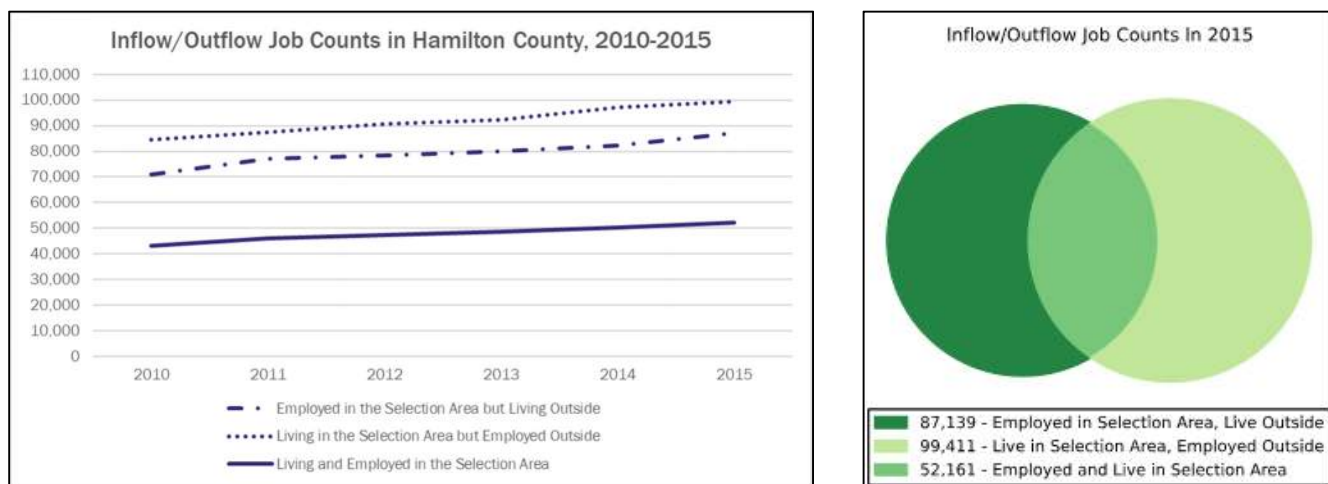 Inflow/Outflow Job Counts in Hamilton County, 2010-2015
110,000
100,000
90,000
80,000
70,000
60,000
50,000
40,000
30,000
20,000
10,000
0
2010 2011 2012 2013 2014 2015
Employed in the Selection Area but Living Outside
Living in the Selection Area but Employed Outside
Living and Employed in the Selection Area
Inflow/Outflow Job Counts In 2015
87,139 - Employed in Selection Area, Live Outside
99,411 - Live in Selection Area, Employed Outside
52,161 - Employed and Live in Selection Area